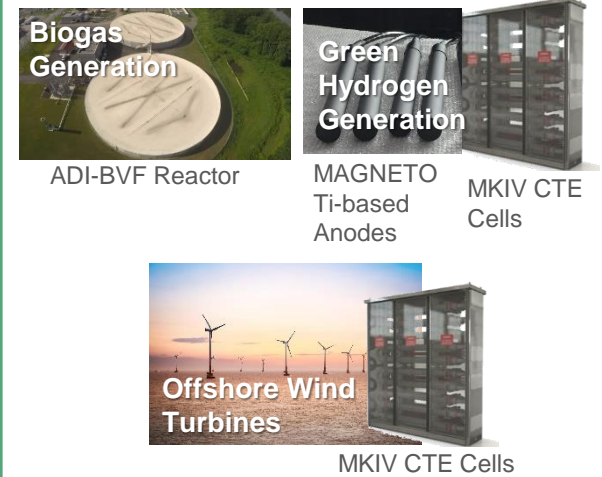 Biogas
Generation
ADI-BVF Reactor
Green
Hydrogen
Generation
MAGNETO
Ti-based
Anodes
MKIV CTE
Cells
Offshore Wind
Turbines
MKIV CTE Cells